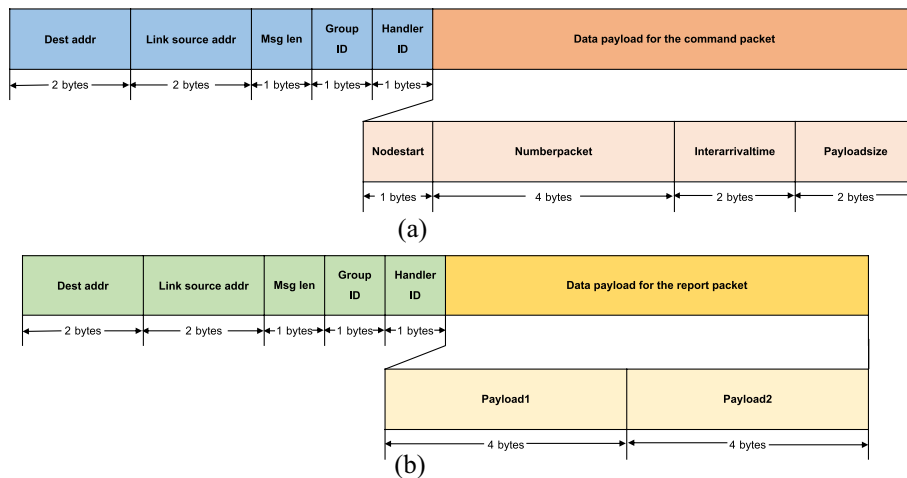 Dest addr Link source addr Msg len Group ID Handler ID Data payload for the command packet
2 bytes 2 bytes 1 bytes 1 bytes 1 bytes
Nodestart Numberpacket Interarrivaltime Payloadsize
1 bytes 4 bytes 2 bytes 2 bytes
(a)
Dest addr Link source addr Msg len Group ID Handler ID Data payload for the report packet
2 bytes 2 bytes 1 bytes 1 bytes 1 bytes
Payload1 Payload2
4 bytes 4 bytes
(b)